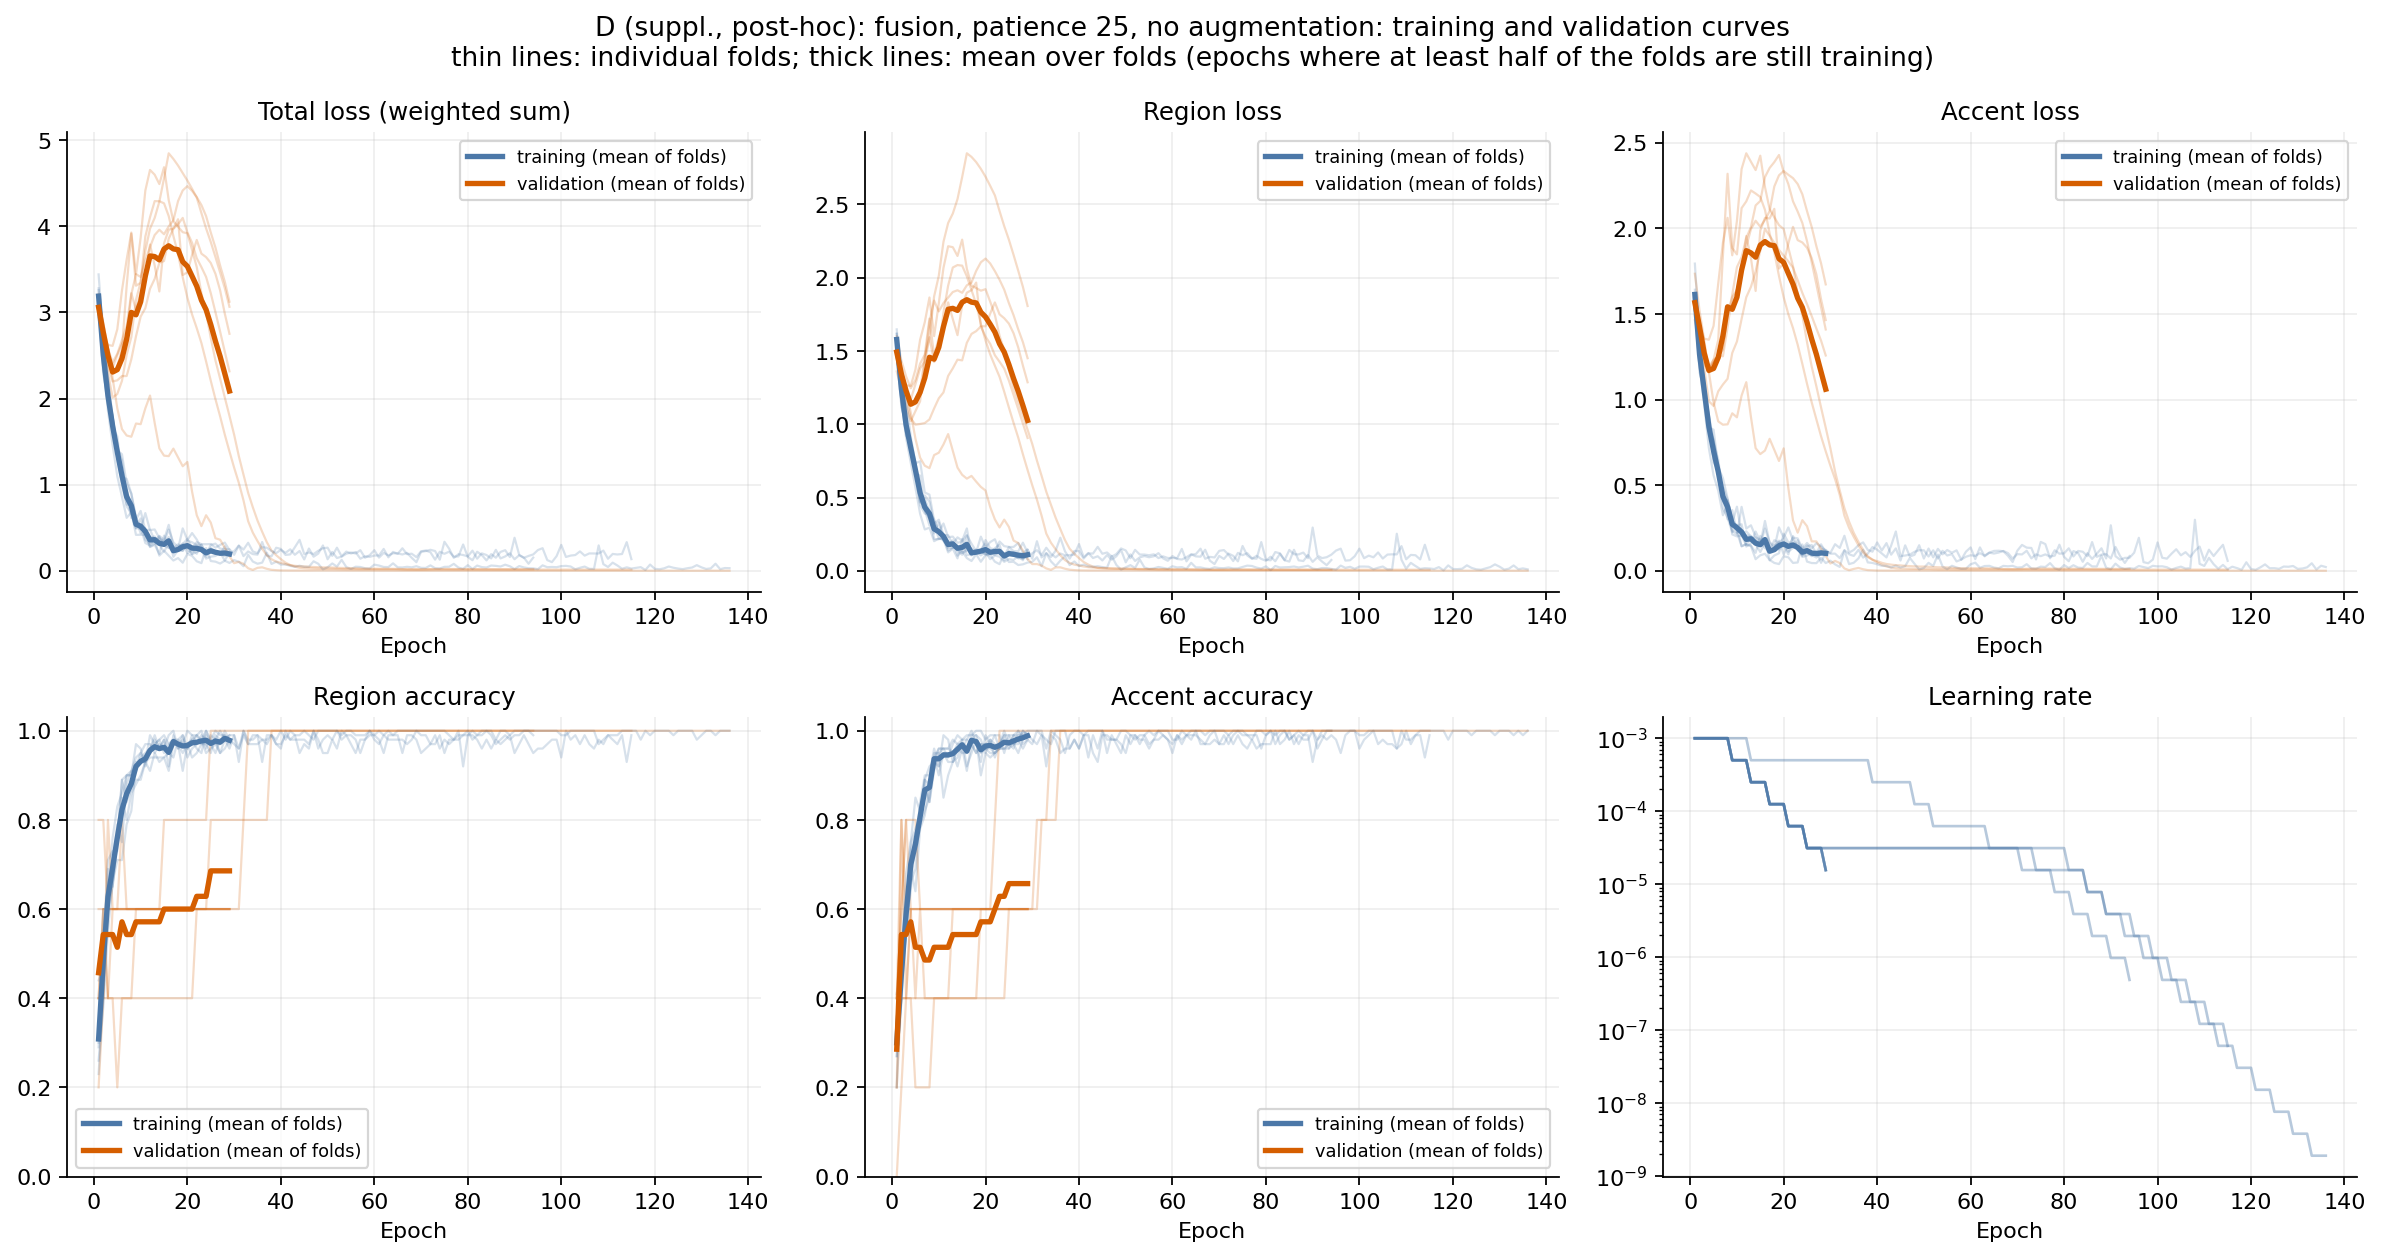 D (suppl., post-hoc): fusion, patience 25, no augmentation: training and validation curves
thin lines: individual folds; thick lines: mean over folds (epochs where at least half of the folds are still training)
Total loss (weighted sum)
5
4
3
2
1
0
training (mean of folds)
validation (mean of folds)
0 20 40 60 80 100 120 140
Epoch
Region loss
2.5
2.0
1.5
1.0
0.5
0.0
training (mean of folds)
validation (mean of folds)
0 20 40 60 80 100 120 140
Epoch
Accent loss
2.5
2.0
1.5
1.0
0.5
0.0
training (mean of folds)
validation (mean of folds)
0 20 40 60 80 100 120 140
Epoch
Region accuracy
1.0
0.8
0.6
0.4
0.2
0.0
training (mean of folds)
validation (mean of folds)
0 20 40 60 80 100 120 140
Epoch
Accent accuracy
1.0
0.8
0.6
0.4
0.2
0.0
training (mean of folds)
validation (mean of folds)
0 20 40 60 80 100 120 140
Epoch
Learning rate
10⁻³
10⁻⁴
10⁻⁵
10⁻⁶
10⁻⁷
10⁻⁸
10⁻⁹
0 20 40 60 80 100 120 140
Epoch